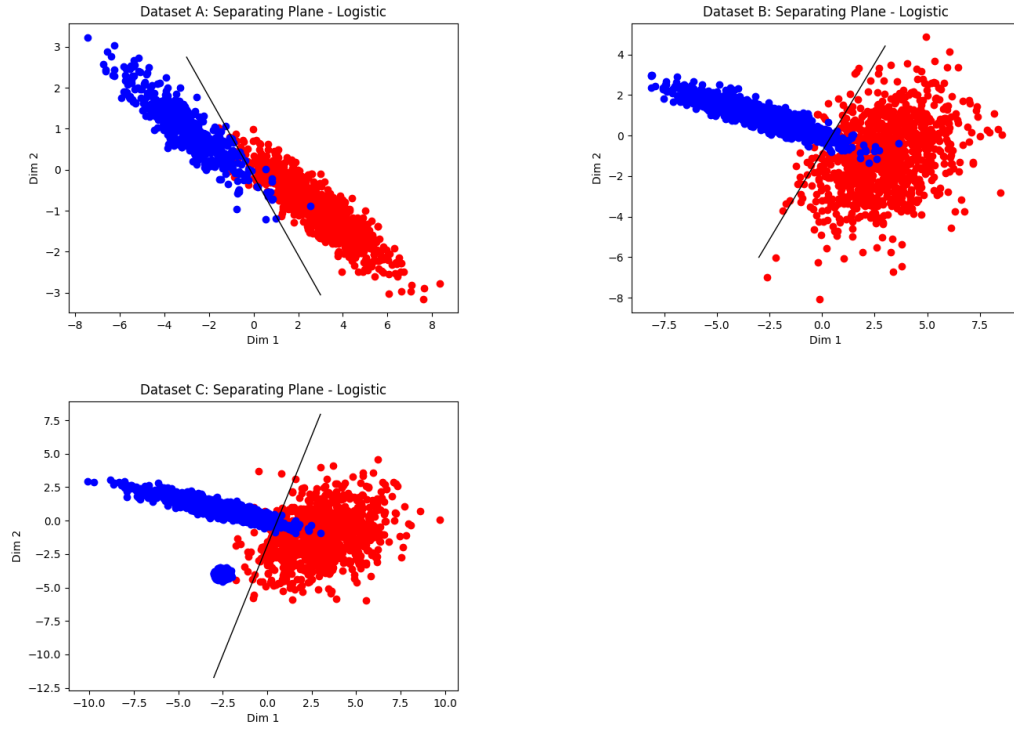 Dataset A: Separating Plane - Logistic
3
2
1
0
−1
−2
−3
Dim 2
−8 −6 −4 −2 0 2 4 6 8
Dim 1
Dataset B: Separating Plane - Logistic
4
2
0
−2
−4
−6
−8
Dim 2
−7.5 −5.0 −2.5 0.0 2.5 5.0 7.5
Dim 1
Dataset C: Separating Plane - Logistic
7.5
5.0
2.5
0.0
−2.5
−5.0
−7.5
−10.0
−12.5
Dim 2
−10.0 −7.5 −5.0 −2.5 0.0 2.5 5.0 7.5 10.0
Dim 1